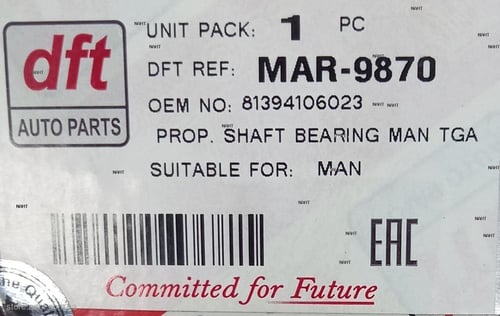 UNIT PACK: 1 PC
dft
AUTO PARTS
DFT REF: MAR-9870
OEM NO: 81394106023
PROP. SHAFT BEARING MAN TGA
SUITABLE FOR: MAN
EAC
Committed for Future